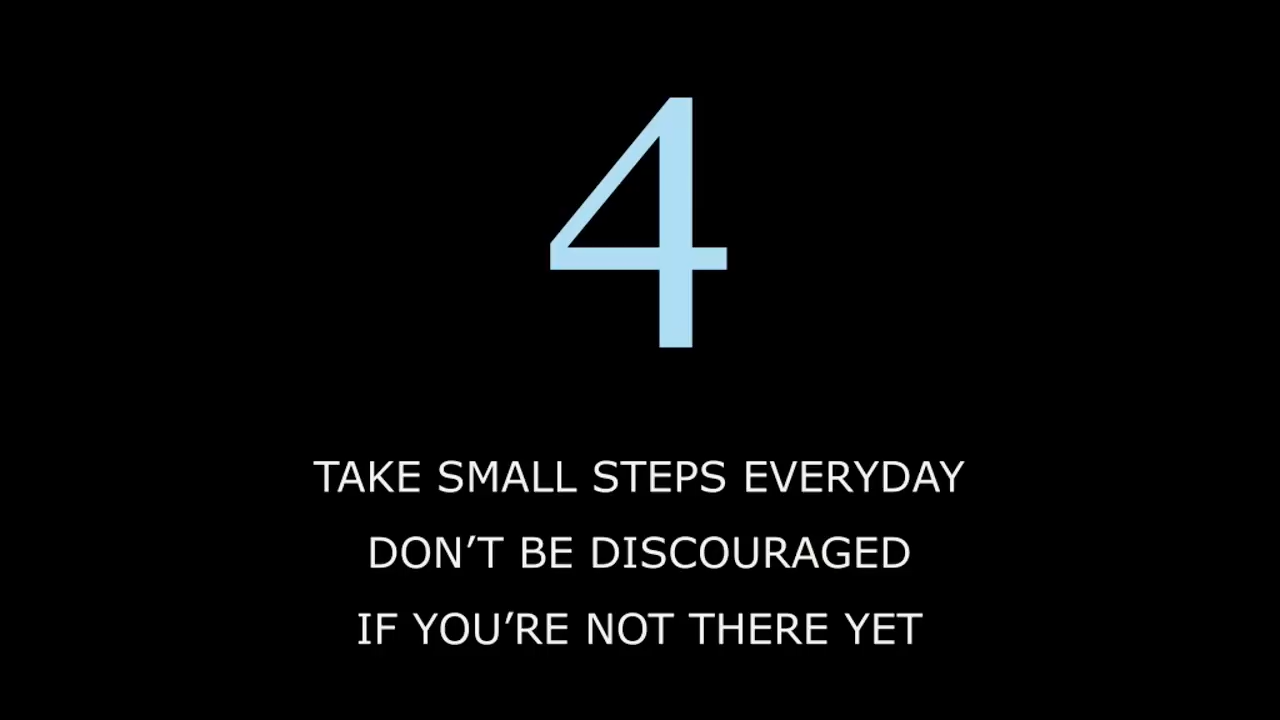 4
TAKE SMALL STEPS EVERYDAY
DON’T BE DISCOURAGED
IF YOU’RE NOT THERE YET